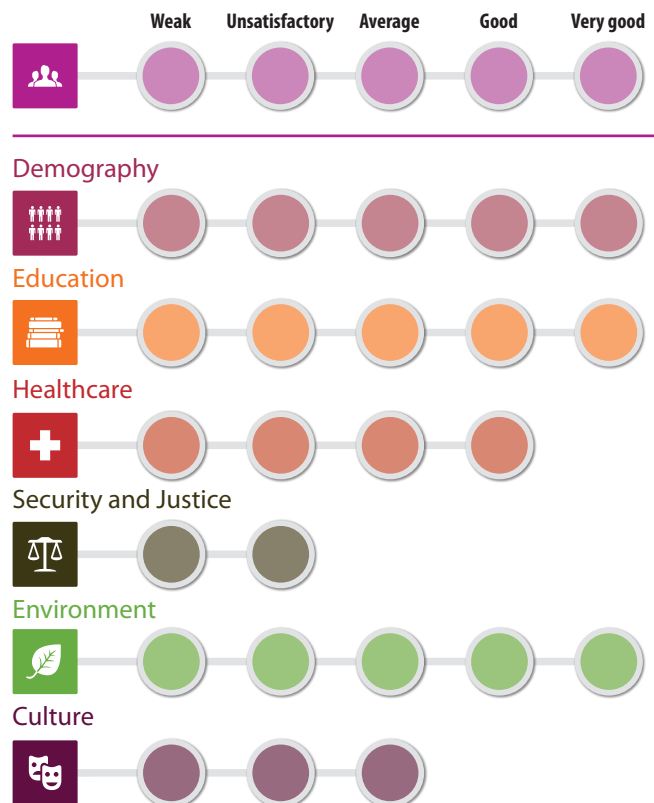 Weak Unsatisfactory Average Good Very good
Demography
Education
Healthcare
Security and Justice
Environment
Culture